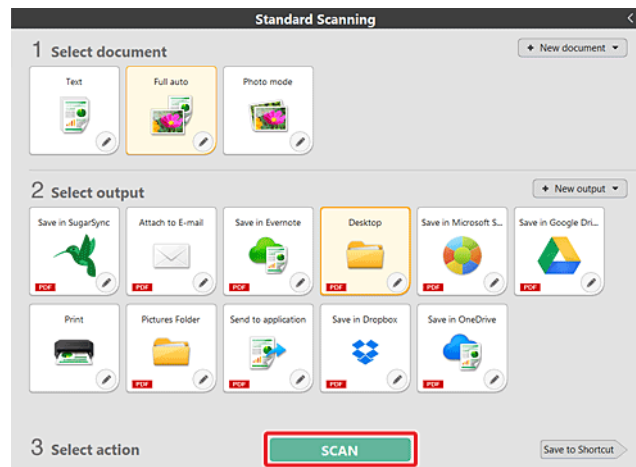 Standard Scanning
1 Select document
+ New document
Text
Full auto
Photo mode
2 Select output
+ New output
Save in SugarSync
Attach to E-mail
Save in Evernote
Desktop
Save in Microsoft S...
Save in Google Dri...
PDF
PDF
PDF
PDF
PDF
PDF
Print
Pictures Folder
Send to application
Save in Dropbox
Save in OneDrive
PDF
PDF
PDF
PDF
3 Select action
SCAN
Save to Shortcut